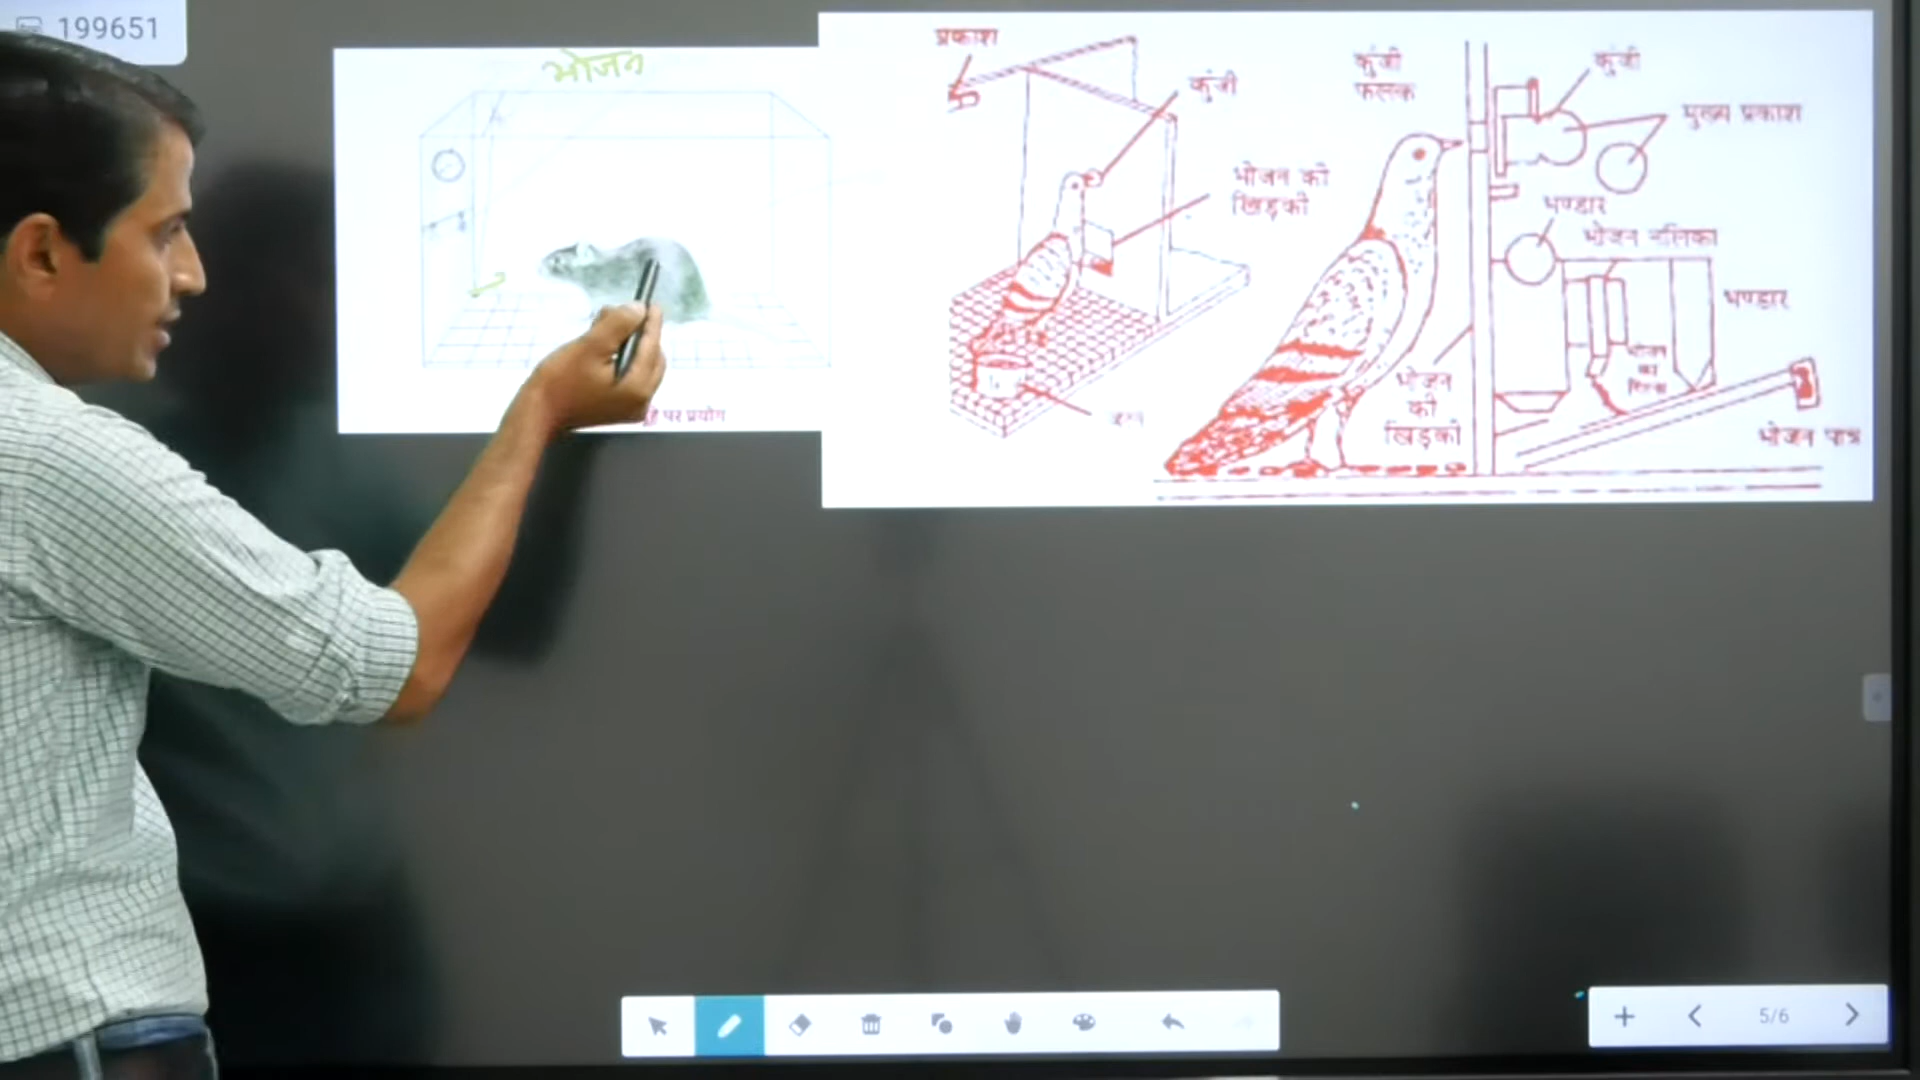 199651
भोजन
पर प्रयोग
प्रकाश
कुंजी
भोजन की
खिड़की
कुंजी
फलक
कुंजी
मुख्य प्रकाश
भण्डार
भोजन नलिका
भण्डार
भोजन
की
खिड़की
भोजन पात्र
5/6